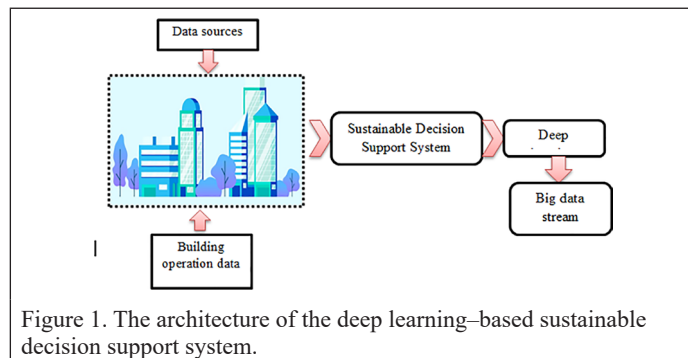 Data sources
Sustainable Decision
Support System
Deep
Big data
stream
Building
operation data
Figure 1. The architecture of the deep learning–based sustainable
decision support system.